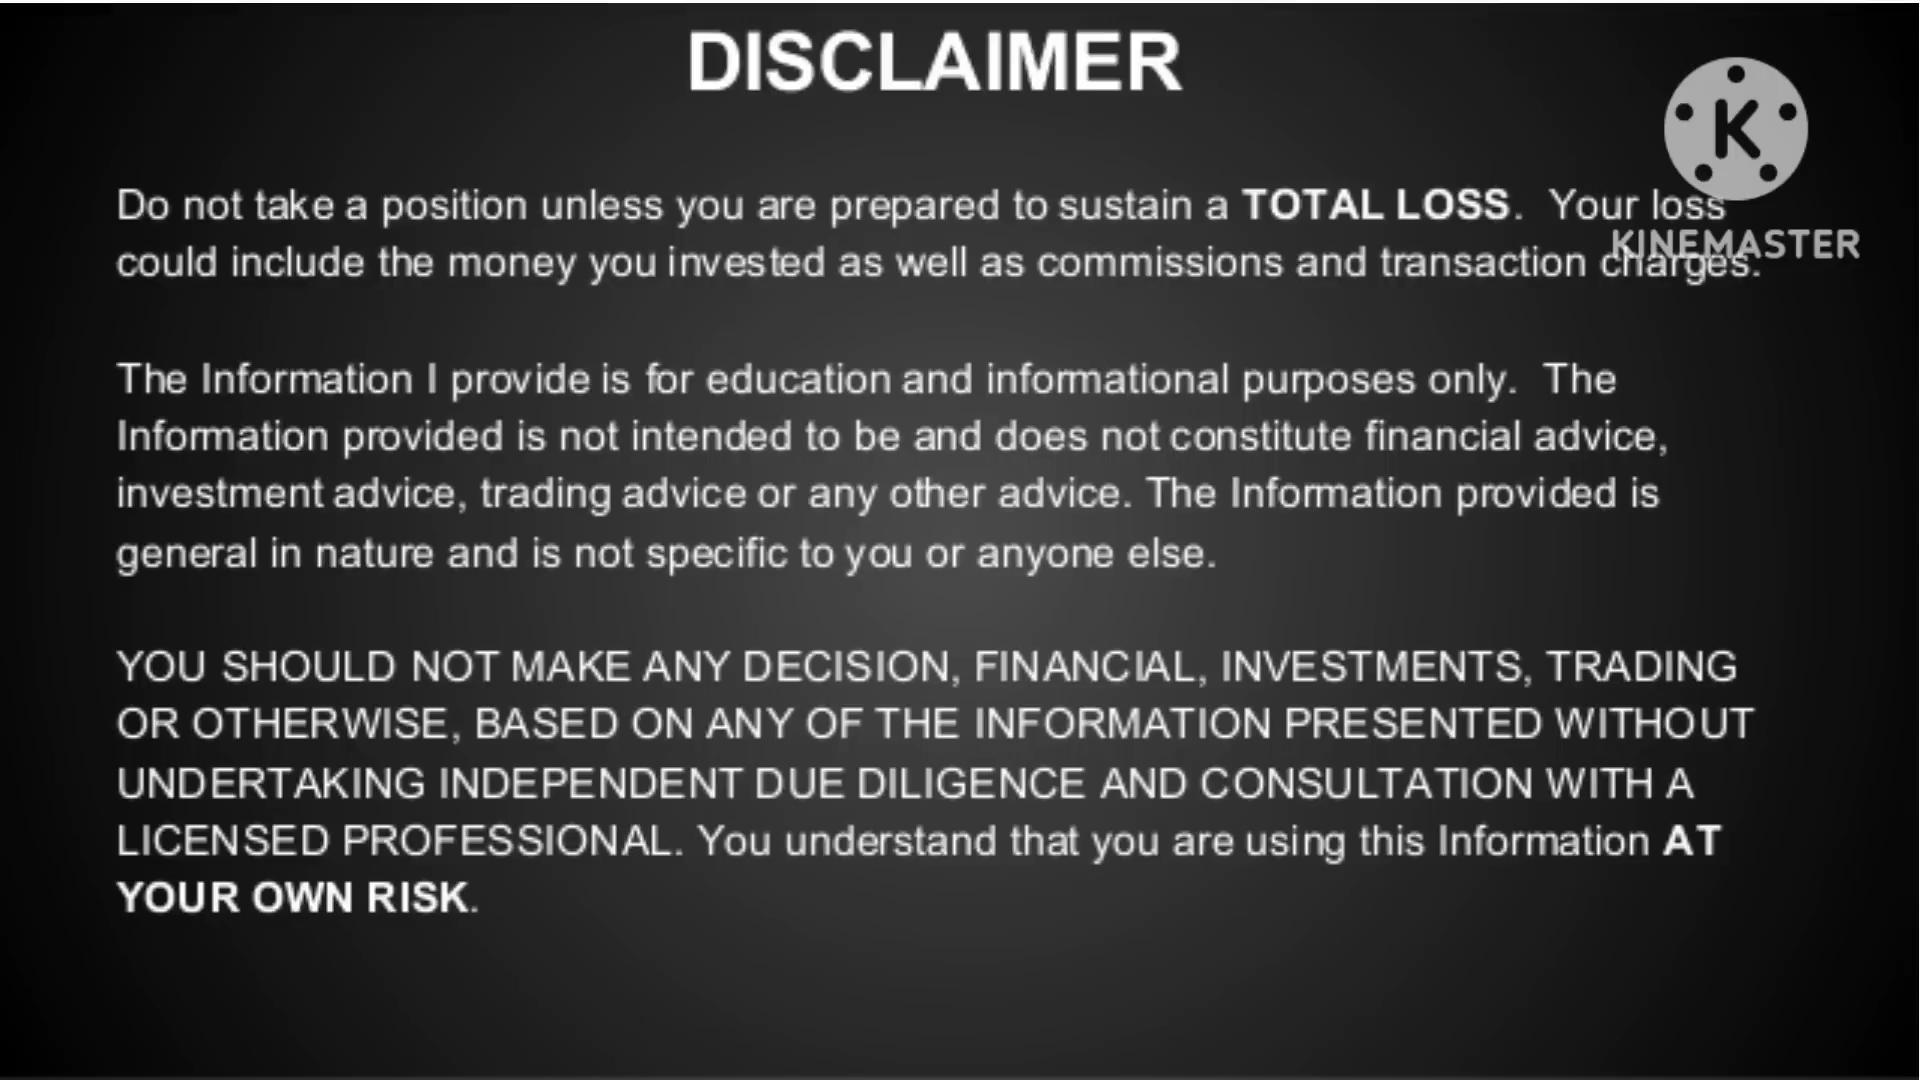 DISCLAIMER
K
Do not take a position unless you are prepared to sustain a TOTAL LOSS. Your loss
KINEMASTER
could include the money you invested as well as commissions and transaction charges.
The Information I provide is for education and informational purposes only. The
Information provided is not intended to be and does not constitute financial advice,
investment advice, trading advice or any other advice. The Information provided is
general in nature and is not specific to you or anyone else.
YOU SHOULD NOT MAKE ANY DECISION, FINANCIAL, INVESTMENTS, TRADING
OR OTHERWISE, BASED ON ANY OF THE INFORMATION PRESENTED WITHOUT
UNDERTAKING INDEPENDENT DUE DILIGENCE AND CONSULTATION WITH A
LICENSED PROFESSIONAL. You understand that you are using this Information AT
YOUR OWN RISK.